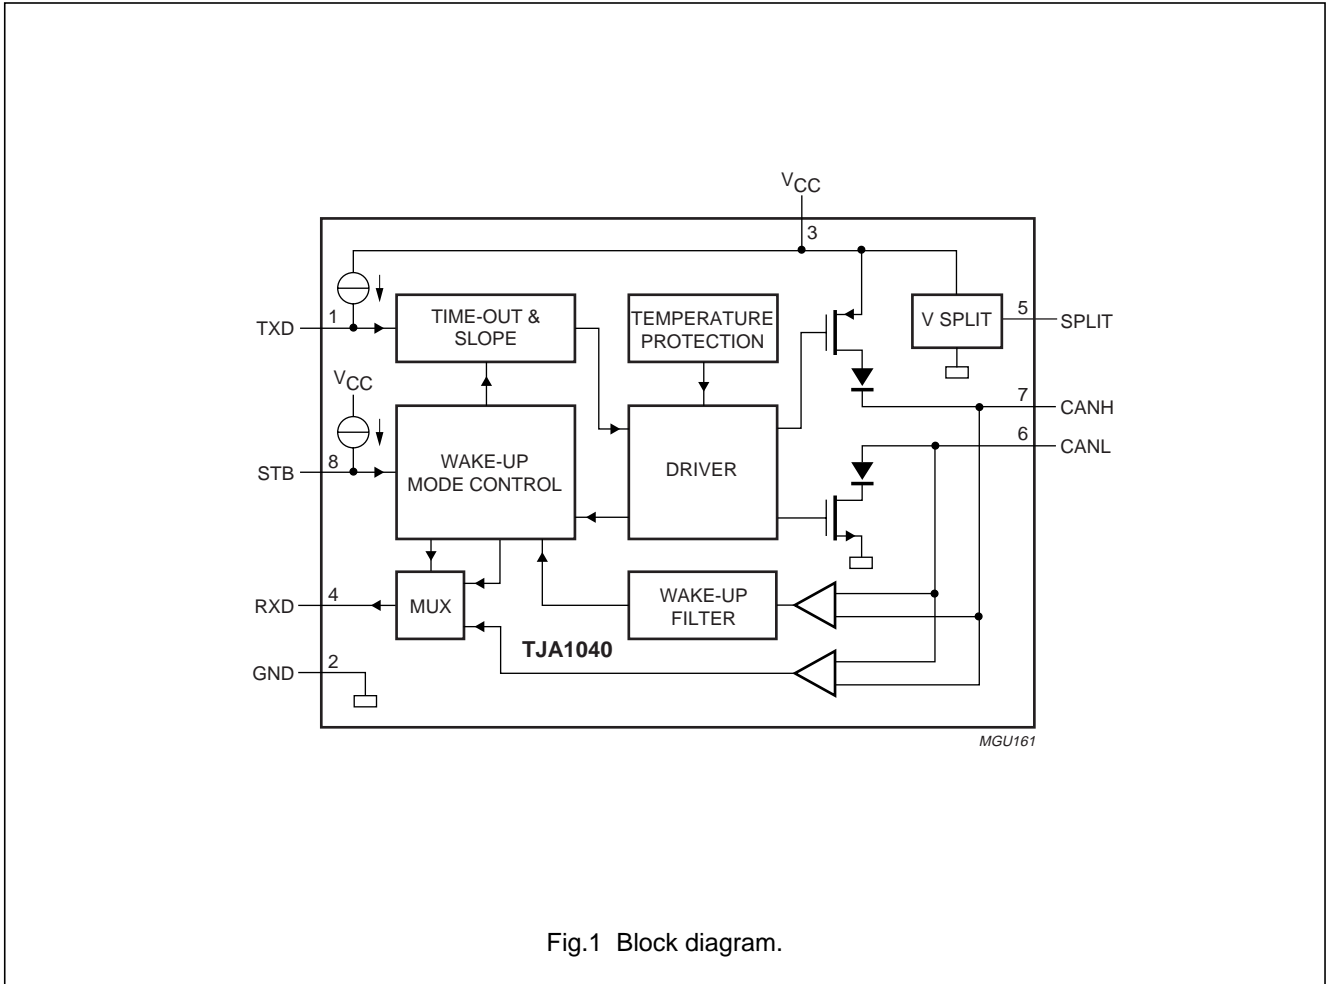 VCC
3
1
TXD
TIME-OUT &
SLOPE
TEMPERATURE
PROTECTION
V SPLIT
5
SPLIT
VCC
7
CANH
6
CANL
8
STB
WAKE-UP
MODE CONTROL
DRIVER
4
RXD
MUX
WAKE-UP
FILTER
TJA1040
2
GND
MGU161
Fig.1 Block diagram.